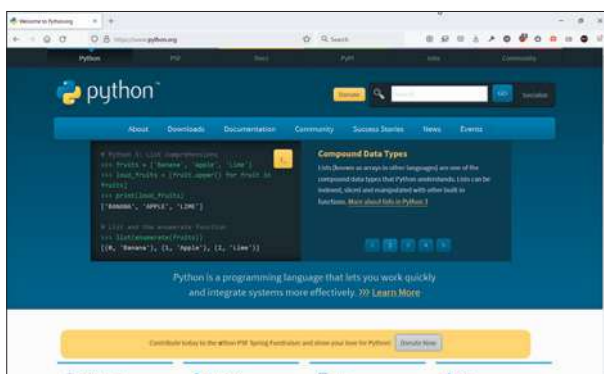 Welcome to Python.org
https://www.python.org
Search
Python
PSF
Docs
PyPI
Jobs
Community
python™
Donate
Search
GO
Socialize
About
Downloads
Documentation
Community
Success Stories
News
Events
# Python 3: List comprehensions
>>> fruits = ['Banana', 'Apple', 'Lime']
>>> loud_fruits = [fruit.upper() for fruit in
fruits]
>>> print(loud_fruits)
['BANANA', 'APPLE', 'LIME']
# List and the enumerate function
>>> list(enumerate(fruits))
[(0, 'Banana'), (1, 'Apple'), (2, 'Lime')]
>_
Compound Data Types
Lists (known as arrays in other languages) are one of the
compound data types that Python understands. Lists can be
indexed, sliced and manipulated with other built in
functions. More about lists in Python 3
1 2 3 4 5
Python is a programming language that lets you work quickly
and integrate systems more effectively. >>> Learn More
Contribute today to the Python PSF Spring Fundraiser and show your love for Python!
Donate Now